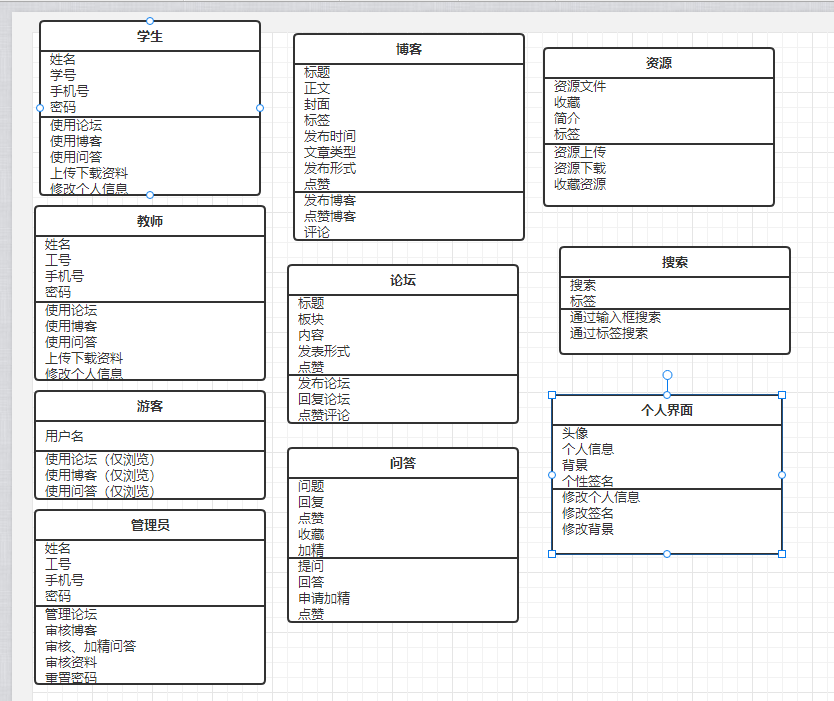 学生
姓名
学号
手机号
密码
使用论坛
使用博客
使用问答
上传下载资料
修改个人信息
教师
姓名
工号
手机号
密码
使用论坛
使用博客
使用问答
上传下载资料
修改个人信息
游客
用户名
使用论坛（仅浏览）
使用博客（仅浏览）
使用问答（仅浏览）
管理员
姓名
工号
手机号
密码
管理论坛
审核博客
审核、加精问答
审核资料
重置密码
博客
标题
正文
封面
标签
发布时间
文章类型
发布形式
点赞
发布博客
点赞博客
评论
论坛
标题
板块
内容
发表形式
点赞
发布论坛
回复论坛
点赞评论
问答
问题
回复
点赞
收藏
加精
提问
回答
申请加精
点赞
资源
资源文件
收藏
简介
标签
资源上传
资源下载
收藏资源
搜索
搜索
标签
通过输入框搜索
通过标签搜索
个人界面
头像
个人信息
背景
个性签名
修改个人信息
修改签名
修改背景